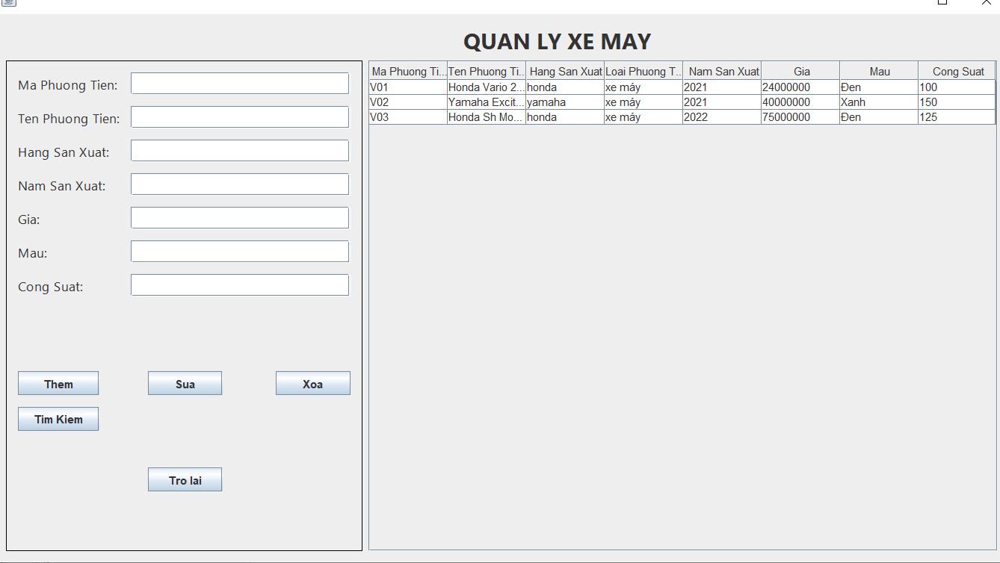 QUAN LY XE MAY
Ma Phuong Tien:
Ten Phuong Tien:
Hang San Xuat:
Nam San Xuat:
Gia:
Mau:
Cong Suat:
Them Sua Xoa
Tim Kiem
Tro lai
Ma Phuong Ti... Ten Phuong Ti... Hang San Xuat Loai Phuong T... Nam San Xuat Gia Mau Cong Suat
V01 Honda Vario 2... honda xe máy 2021 24000000 Đen 100
V02 Yamaha Excit... yamaha xe máy 2021 40000000 Xanh 150
V03 Honda Sh Mo... honda xe máy 2022 75000000 Đen 125